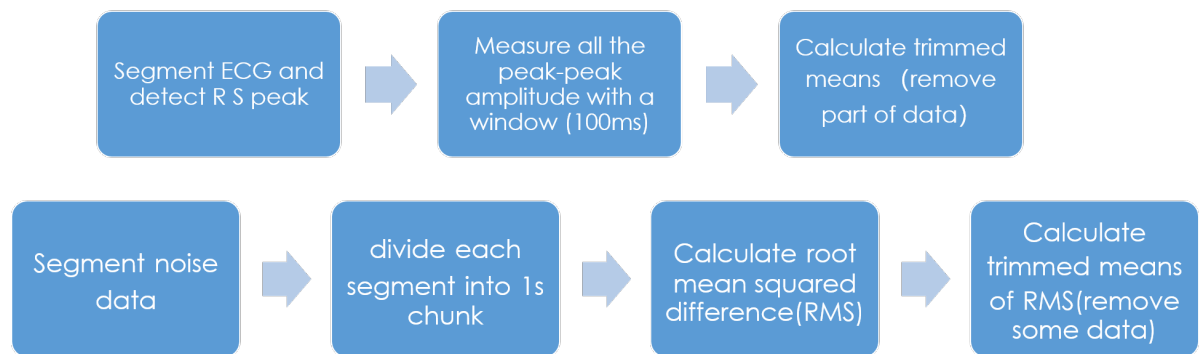 Segment ECG and
detect R S peak
Measure all the
peak-peak
amplitude with a
window (100ms)
Calculate trimmed
means (remove
part of data)
Segment noise
data
divide each
segment into 1s
chunk
Calculate root
mean squared
difference(RMS)
Calculate
trimmed means
of RMS(remove
some data)